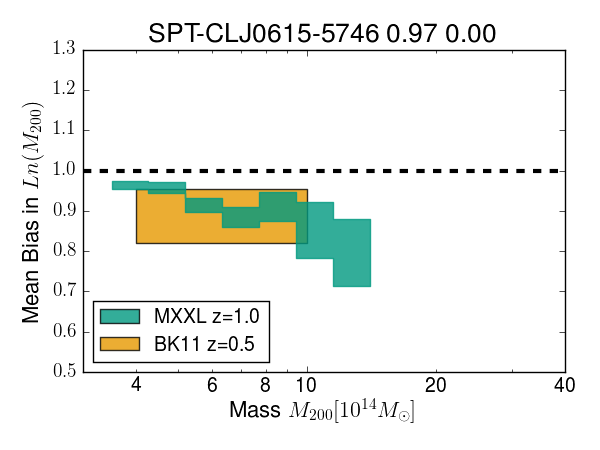 SPT-CLJ0615-5746 0.97 0.00
1.3
1.2
1.1
1.0
0.9
0.8
0.7
0.6
0.5
Mean Bias in Ln(M₂₀₀)
MXXL z=1.0
BK11 z=0.5
4 6 8 10 20 40
Mass M₂₀₀[10¹⁴M☉]